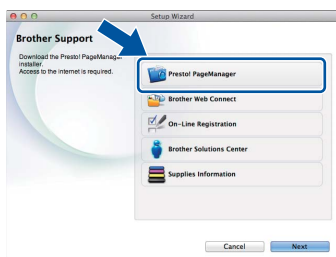 Setup Wizard
Brother Support
Download the Presto! PageManager
installer.
Access to the Internet is required.
Presto! PageManager
Brother Web Connect
On-Line Registration
Brother Solutions Center
Supplies Information
Cancel
Next